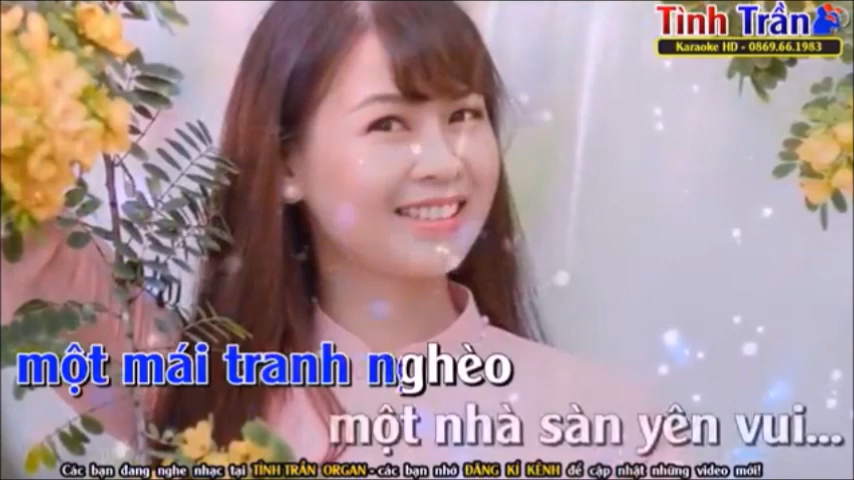 Tình Trần
Karaoke HD - 0869.66.1983
một mái tranh nghèo
một nhà sàn yên vui...
Các bạn đang nghe nhạc tại TÌNH TRẦN ORGAN - các bạn nhớ ĐĂNG KÍ KÊNH để cập nhật những video mới!